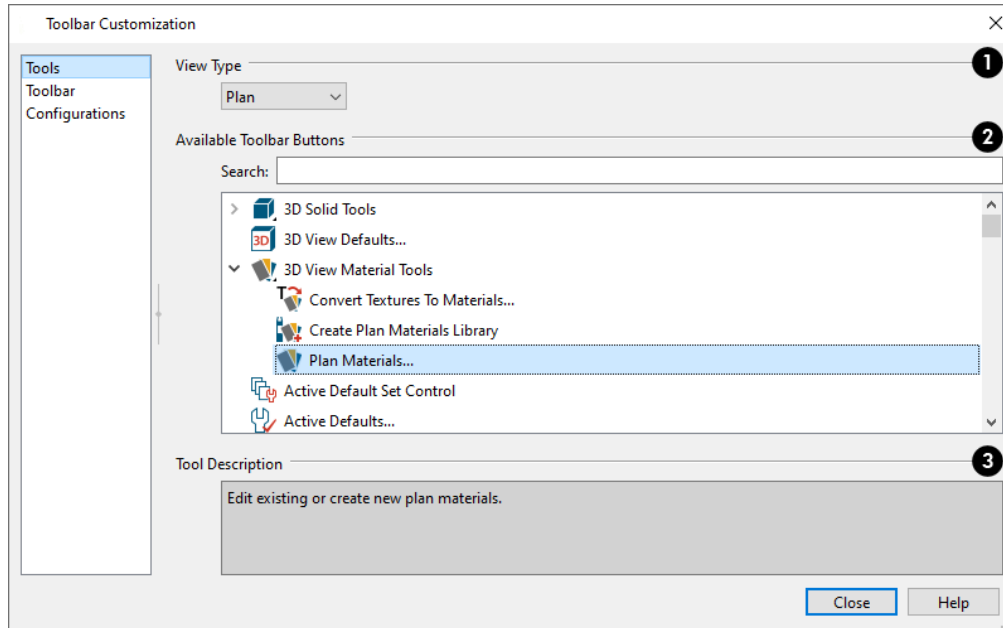 Toolbar Customization
Tools
Toolbar
Configurations
View Type
1
Plan
Available Toolbar Buttons
2
Search:
3D Solid Tools
3D
3D View Defaults...
3D View Material Tools
T
Convert Textures To Materials...
Create Plan Materials Library
Plan Materials...
Active Default Set Control
Active Defaults...
Tool Description
3
Edit existing or create new plan materials.
Close
Help